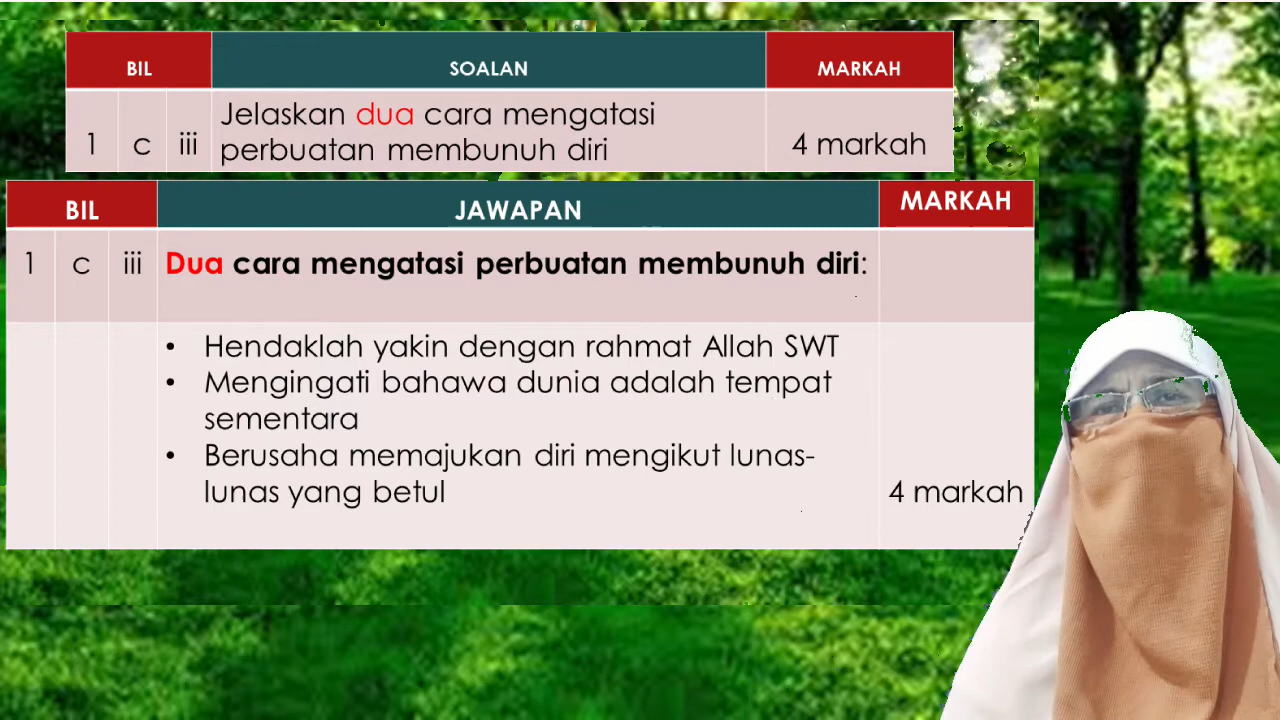 BIL SOALAN MARKAH
Jelaskan dua cara mengatasi
1 c iii perbuatan membunuh diri 4 markah
BIL JAWAPAN MARKAH
1 c iii Dua cara mengatasi perbuatan membunuh diri:
• Hendaklah yakin dengan rahmat Allah SWT
• Mengingati bahawa dunia adalah tempat
sementara
• Berusaha memajukan diri mengikut lunas-
lunas yang betul 4 markah